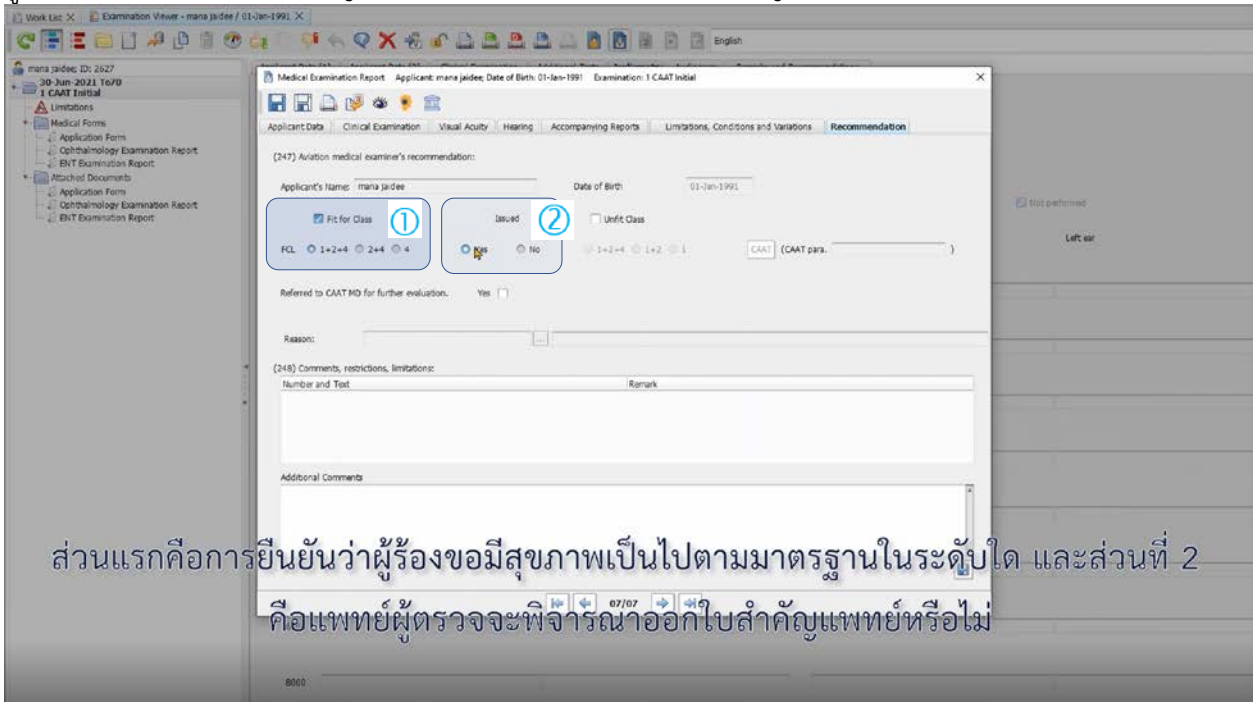 Work List
Examination Viewer - mana jaidee / 01-Jan-1991
English
mana jaidee; ID: 2627
30-Jun-2021 To70
1 CAAT Initial
Limitations
Medical Forms
Application Form
Ophthalmology Examination Report
ENT Examination Report
Attached Documents
Application Form
Ophthalmology Examination Report
ENT Examination Report
Medical Examination Report Applicant: mana jaidee; Date of Birth: 01-Jan-1991 Examination: 1 CAAT Initial
Applicant Data Clinical Examination Visual Acuity Hearing Accompanying Reports Limitations, Conditions and Variations Recommendation
(247) Aviation medical examiner's recommendation:
Applicant's Name: mana jaidee Date of Birth 01-Jan-1991
Fit for Class 1 Issued 2 Unfit Class
FCL 1+2+4 2+4 4 Yes No 1+2+4 1+2 1 CAAT (CAAT para. )
Referred to CAAT MD for further evaluation. Yes
Reason: ...
(248) Comments, restrictions, limitations:
Number and Text Remark
Additional Comments
Not performed
Left ear
ส่วนแรกคือการยืนยันว่าผู้ร้องขอมีสุขภาพเป็นไปตามมาตรฐานในระดับใด และส่วนที่ 2
07/07
คือแพทย์ผู้ตรวจจะพิจารณาออกใบสำคัญแพทย์หรือไม่
8000